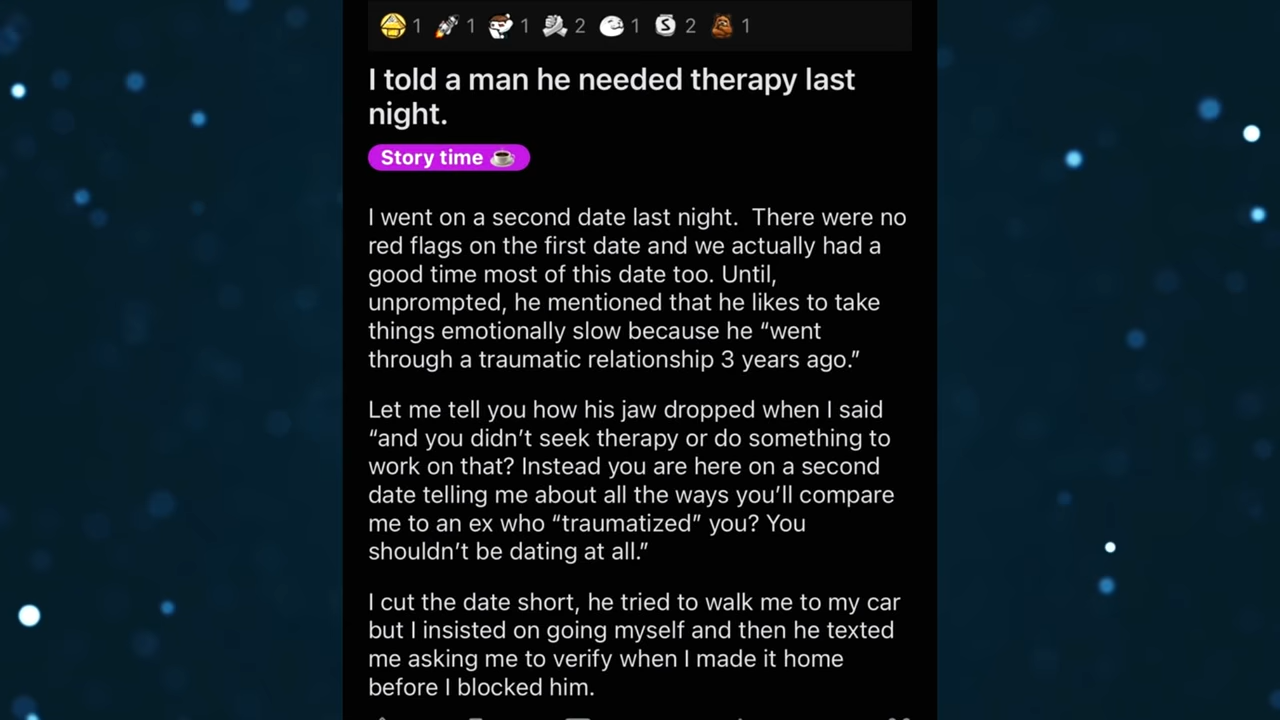 1 1 1 2 1 S 2 1
I told a man he needed therapy last
night.
Story time
I went on a second date last night.  There were no
red flags on the first date and we actually had a
good time most of this date too. Until,
unprompted, he mentioned that he likes to take
things emotionally slow because he “went
through a traumatic relationship 3 years ago.”
Let me tell you how his jaw dropped when I said
“and you didn’t seek therapy or do something to
work on that? Instead you are here on a second
date telling me about all the ways you’ll compare
me to an ex who “traumatized” you? You
shouldn’t be dating at all.”
I cut the date short, he tried to walk me to my car
but I insisted on going myself and then he texted
me asking me to verify when I made it home
before I blocked him.